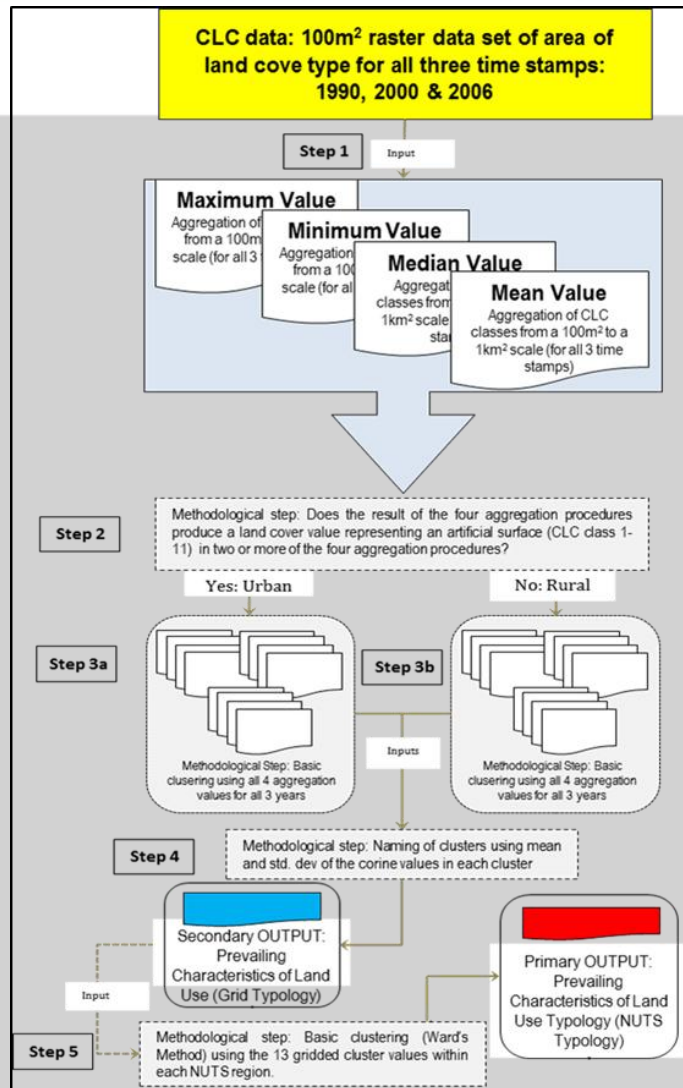 CLC data: 100m² raster data set of area of
land cove type for all three time stamps:
1990, 2000 & 2006
Step 1
Input
Maximum Value
Aggregation of
from a 100m
scale (for all 3
Minimum Value
Aggregation
from a 100
scale (for all
Median Value
Aggregat
classes from
1km² scale
sta
Mean Value
Aggregation of CLC
classes from a 100m² to a
1km² scale (for all 3 time
stamps)
Step 2
Methodological step: Does the result of the four aggregation procedures
produce a land cover value representing an artificial surface (CLC class 1-
11) in two or more of the four aggregation procedures?
Yes: Urban
No: Rural
Step 3a
Step 3b
Methodological Step: Basic
clusering using all 4 aggregation
values for all 3 years
Inputs
Methodological Step: Basic
clusering using all 4 aggregation
values for all 3 years
Step 4
Methodological step: Naming of clusters using mean
and std. dev of the corine values in each cluster
Secondary OUTPUT:
Prevailing
Characteristics of Land
Use (Grid Typology)
Primary OUTPUT:
Prevailing
Characteristics of Land
Use Typology (NUTS
Typology)
Input
Step 5
Methodological step: Basic clustering (Ward's
Method) using the 13 gridded cluster values within
each NUTS region.